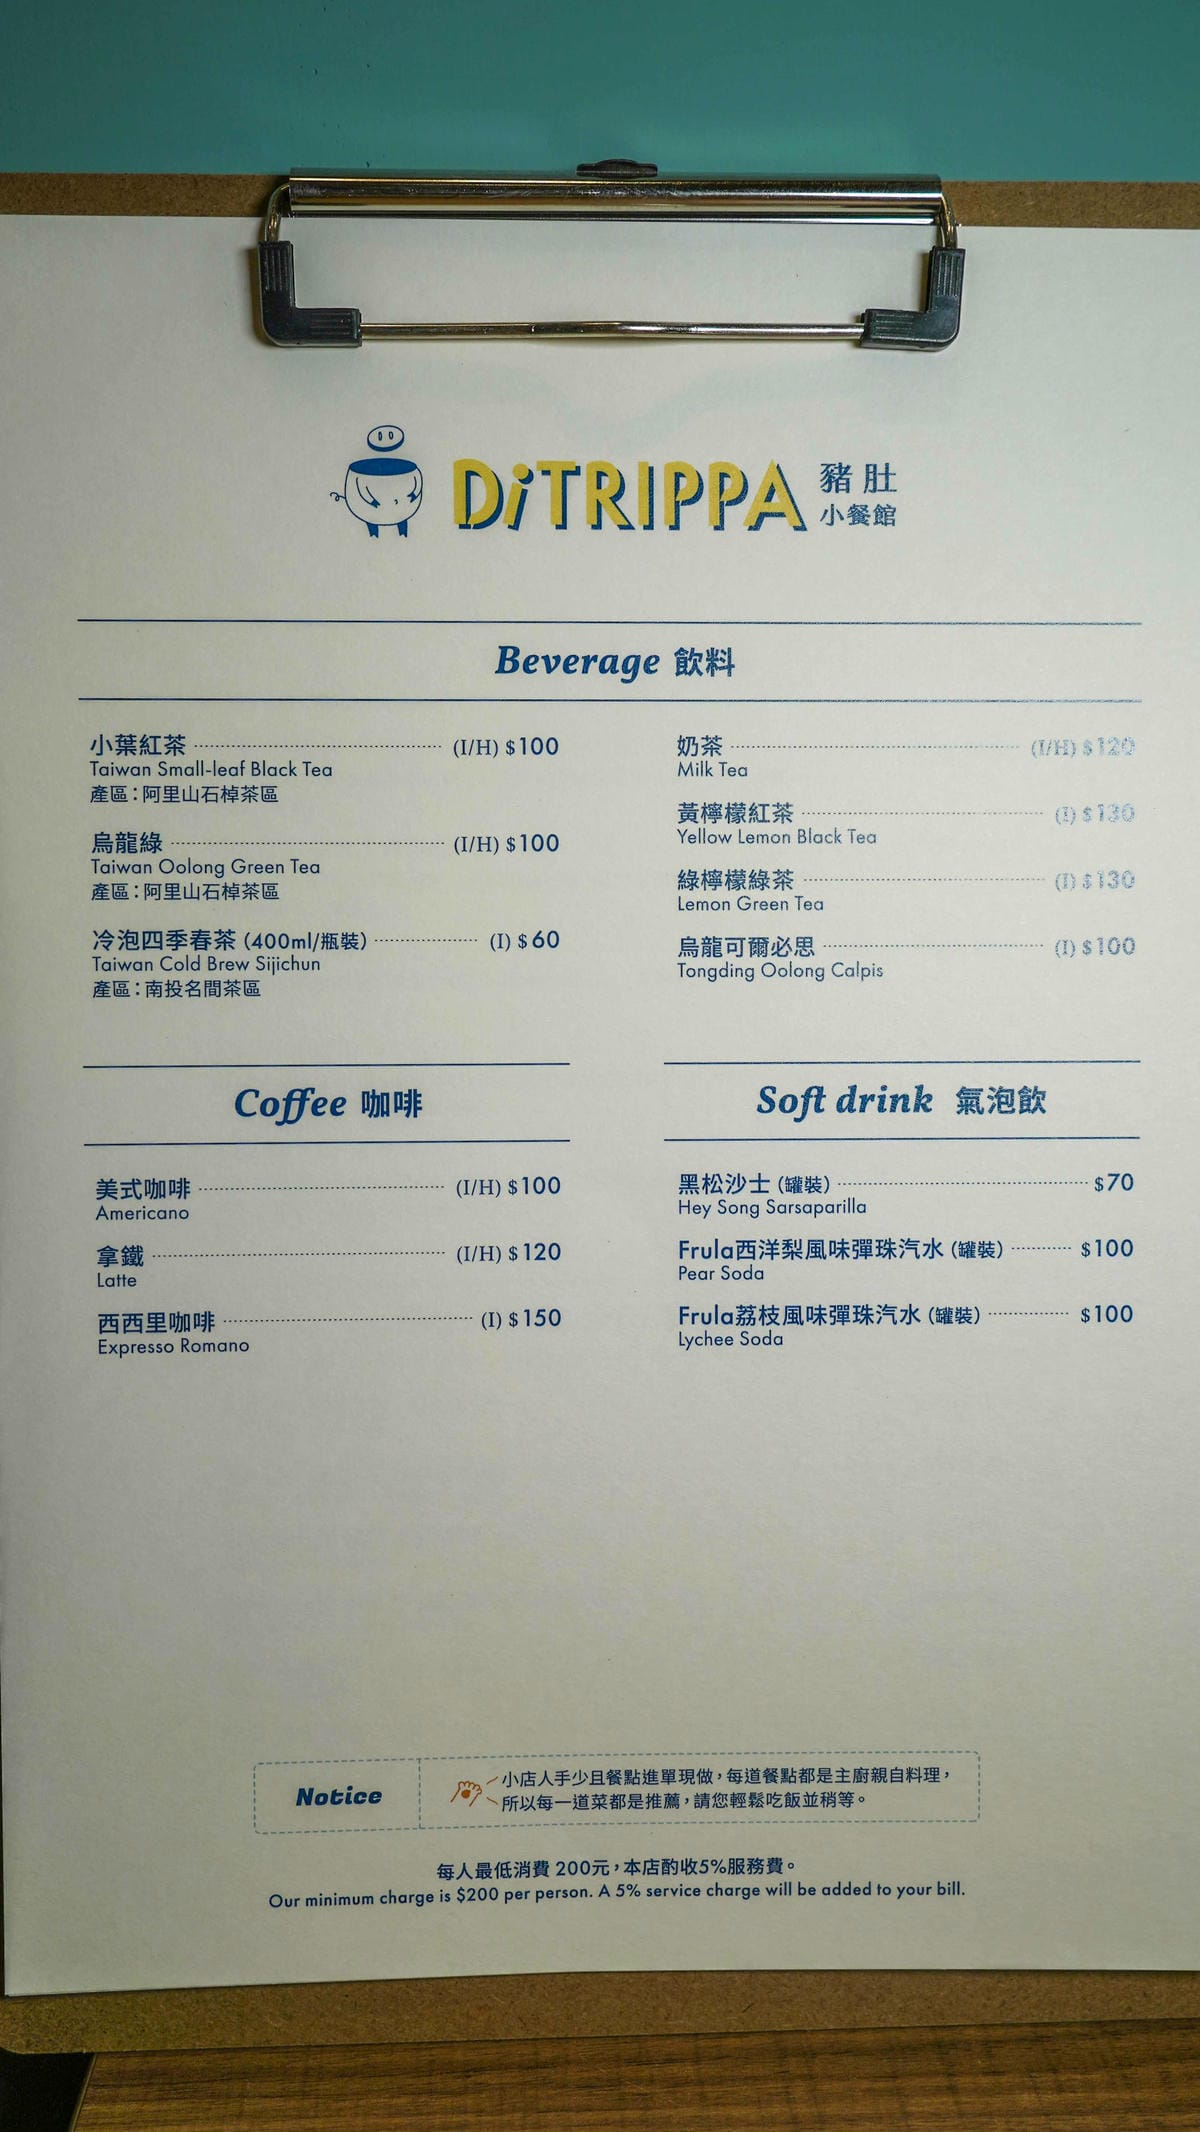 DiTRIPPA 豬肚
小餐館
Beverage 飲料
小葉紅茶 (I/H) $100
Taiwan Small-leaf Black Tea
產區：阿里山石棹茶區
烏龍綠 (I/H) $100
Taiwan Oolong Green Tea
產區：阿里山石棹茶區
冷泡四季春茶 (400ml/瓶裝) (I) $60
Taiwan Cold Brew Sijichun
產區：南投名間茶區
奶茶 (I/H) $120
Milk Tea
黃檸檬紅茶 (I) $130
Yellow Lemon Black Tea
綠檸檬綠茶 (I) $130
Lemon Green Tea
烏龍可爾必思 (I) $100
Tongding Oolong Calpis
Coffee 咖啡
美式咖啡 (I/H) $100
Americano
拿鐵 (I/H) $120
Latte
西西里咖啡 (I) $150
Expresso Romano
Soft drink 氣泡飲
黑松沙士 (罐裝) $70
Hey Song Sarsaparilla
Frula西洋梨風味彈珠汽水 (罐裝) $100
Pear Soda
Frula荔枝風味彈珠汽水 (罐裝) $100
Lychee Soda
Notice
小店人手少且餐點進單現做，每道餐點都是主廚親自料理，
所以每一道菜都是推薦，請您輕鬆吃飯並稍等。
每人最低消費 200元，本店酌收5%服務費。
Our minimum charge is $200 per person. A 5% service charge will be added to your bill.